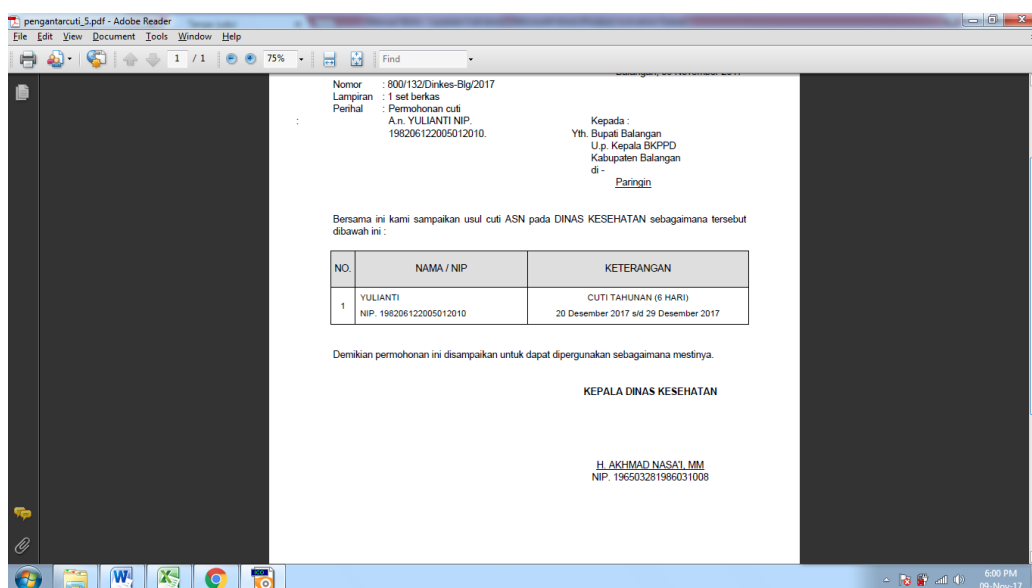 pengantarcuti_5.pdf - Adobe Reader
File Edit View Document Tools Window Help
1 / 1 75% Find
Nomor : 800/132/Dinkes-Blg/2017
Lampiran : 1 set berkas
Perihal : Permohonan cuti
: A.n. YULIANTI NIP. Kepada :
198206122005012010. Yth. Bupati Balangan
U.p. Kepala BKPPD
Kabupaten Balangan
di -
Paringin
Bersama ini kami sampaikan usul cuti ASN pada DINAS KESEHATAN sebagaimana tersebut
dibawah ini :
NO. NAMA / NIP KETERANGAN
1 YULIANTI CUTI TAHUNAN (6 HARI)
NIP. 198206122005012010 20 Desember 2017 s/d 29 Desember 2017
Demikian permohonan ini disampaikan untuk dapat dipergunakan sebagaimana mestinya.
KEPALA DINAS KESEHATAN
H. AKHMAD NASA'I, MM
NIP. 196503281986031008
6:00 PM
09-Nov-17